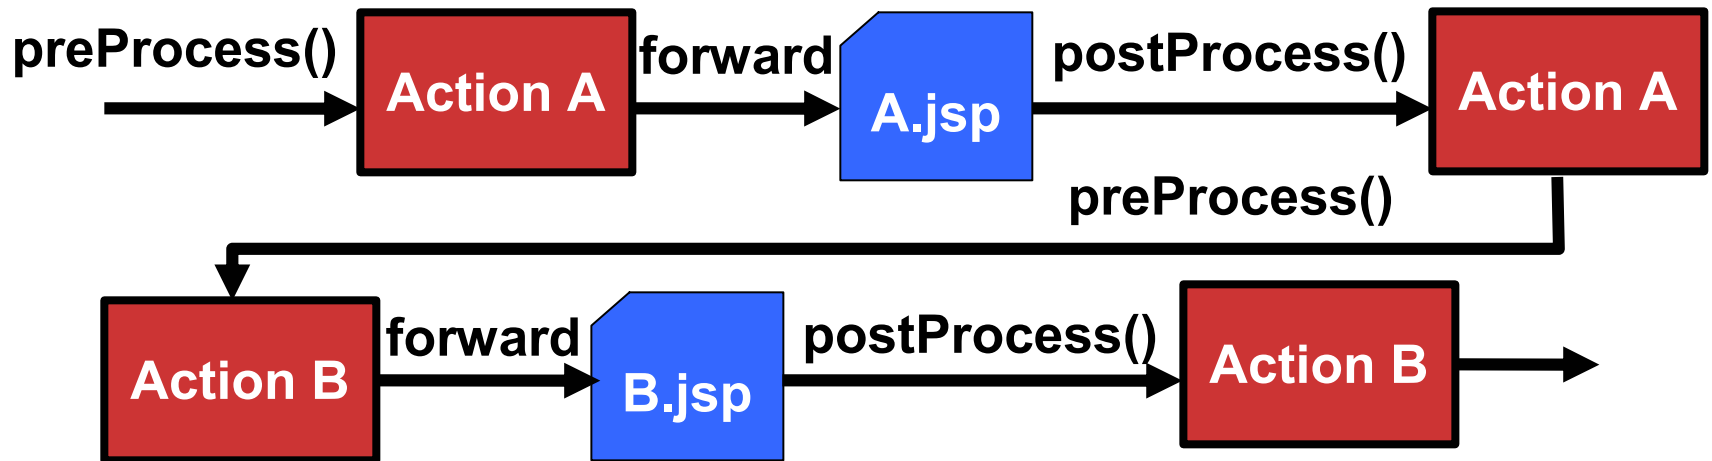 preProcess()
Action A
forward
A.jsp
postProcess()
Action A
preProcess()
Action B
forward
B.jsp
postProcess()
Action B